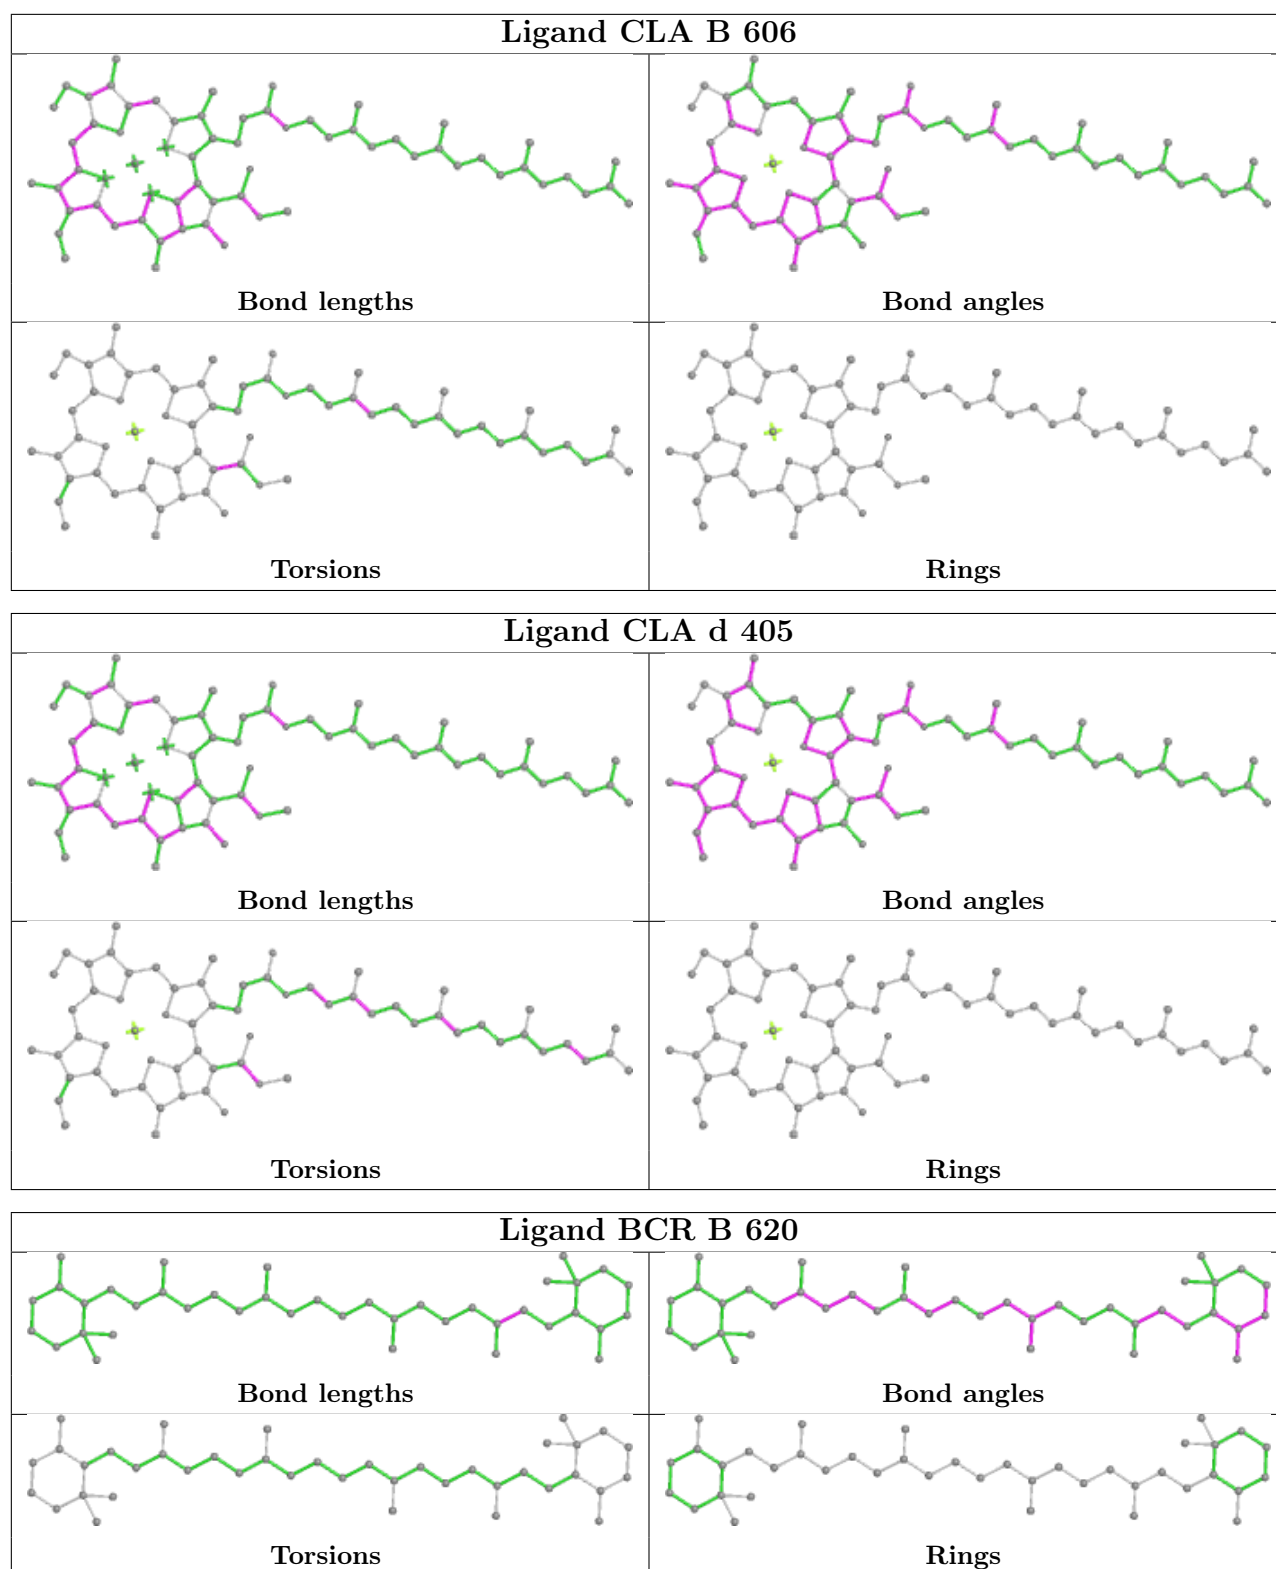 Ligand CLA B 606
Bond lengths
Bond angles
Torsions
Rings
Ligand CLA d 405
Bond lengths
Bond angles
Torsions
Rings
Ligand BCR B 620
Bond lengths
Bond angles
Torsions
Rings